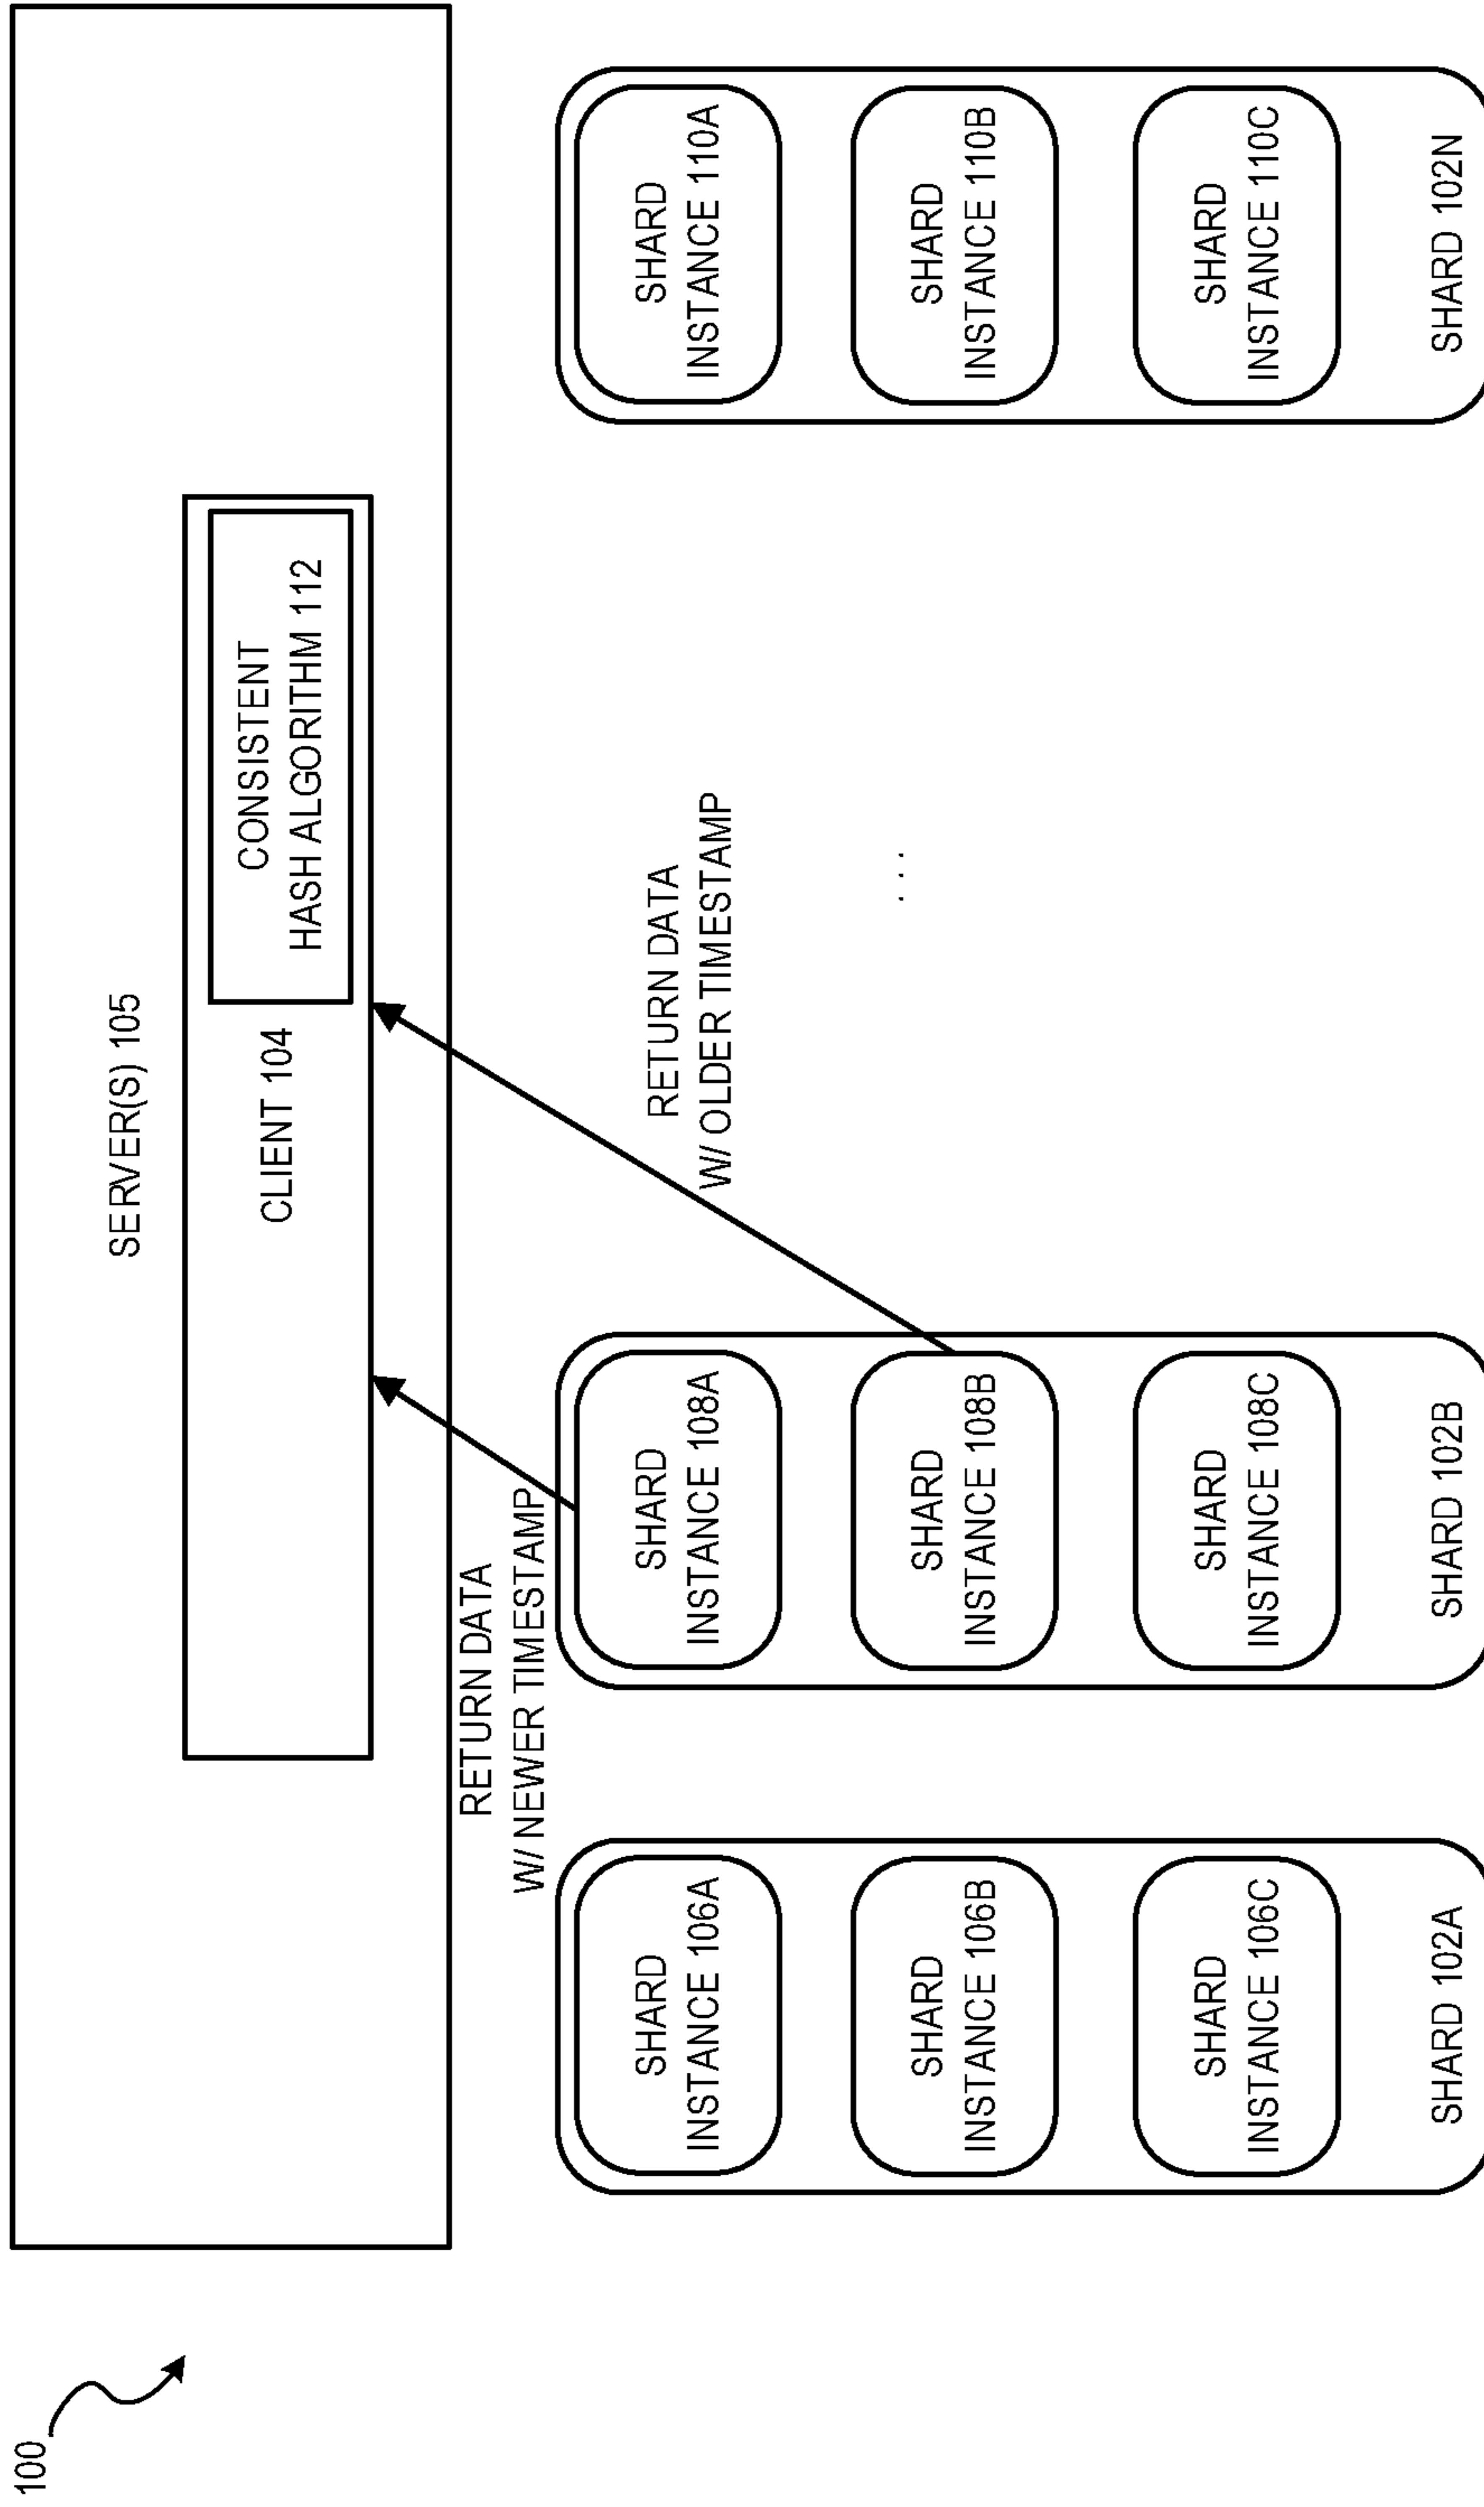 100
SERVER(S) 105
CLIENT 104
CONSISTENT
HASH ALGORITHM 112
RETURN DATA
W/ NEWER TIMESTAMP
RETURN DATA
W/ OLDER TIMESTAMP
SHARD
INSTANCE 106A
SHARD
INSTANCE 106B
SHARD
INSTANCE 106C
SHARD 102A
SHARD
INSTANCE 108A
SHARD
INSTANCE 108B
SHARD
INSTANCE 108C
SHARD 102B
. . .
SHARD
INSTANCE 110A
SHARD
INSTANCE 110B
SHARD
INSTANCE 110C
SHARD 102N